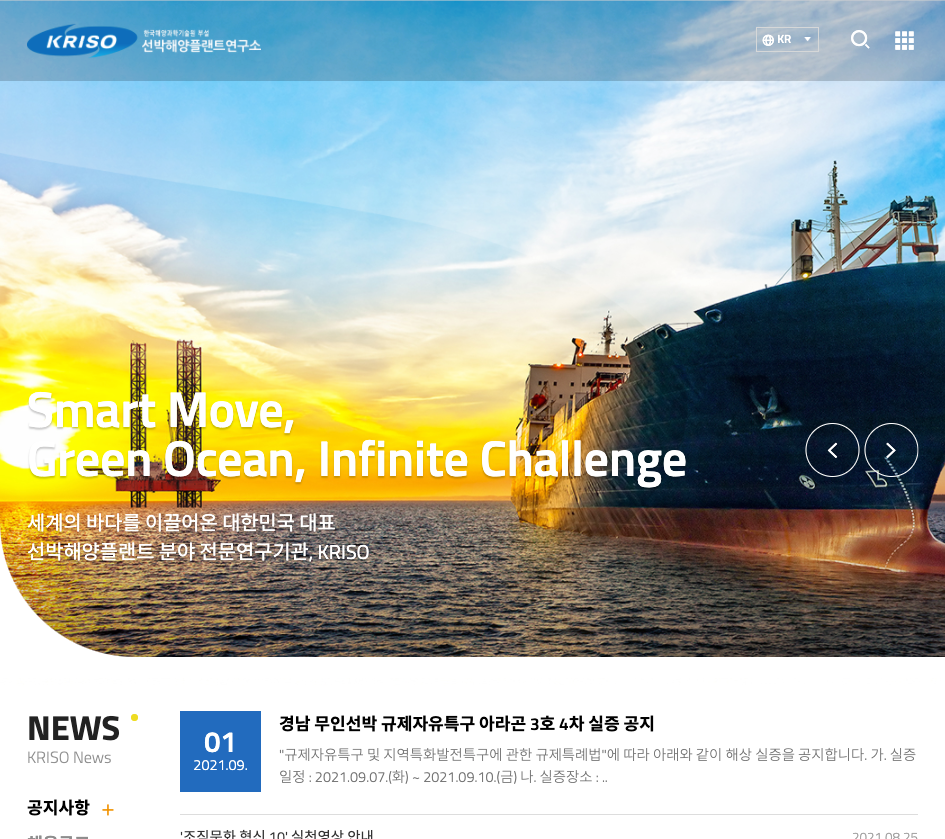 KRISO
한국해양과학기술원 부설
선박해양플랜트연구소
KR
Smart Move,
Green Ocean, Infinite Challenge
세계의 바다를 이끌어온 대한민국 대표
선박해양플랜트 분야 전문연구기관, KRISO
NEWS
KRISO News
공지사항 +
01
2021.09.
경남 무인선박 규제자유특구 아라곤 3호 4차 실증 공지
"규제자유특구 및 지역특화발전특구에 관한 규제특례법"에 따라 아래와 같이 해상 실증을 공지합니다. 가. 실증
일정 : 2021.09.07.(화) ~ 2021.09.10.(금) 나. 실증장소 : ..
'조직문화 혁신 10' 실천영상 안내
2021.08.25